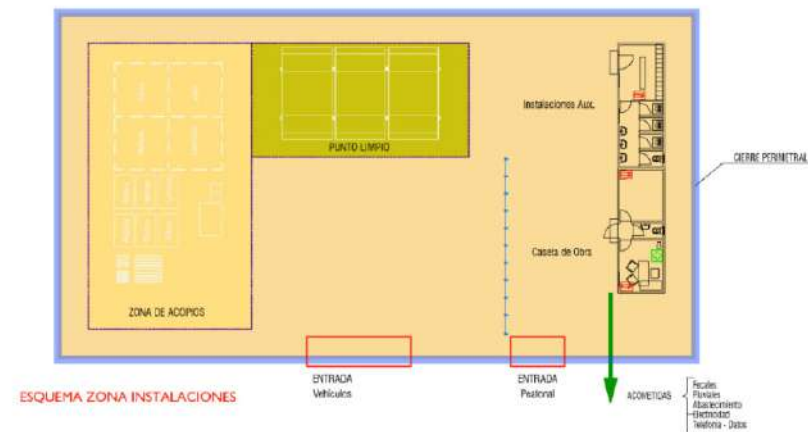 Instalaciones Aux.
PUNTO LIMPIO
CIERRE PERIMETRAL
Caseta de Obra
ZONA DE ACOPIOS
ENTRADA
Vehículos
ENTRADA
Peatonal
ESQUEMA ZONA INSTALACIONES
ACOMETIDAS
Fecales
Pluviales
Abastecimiento
Electricidad
Telefonía - Datos